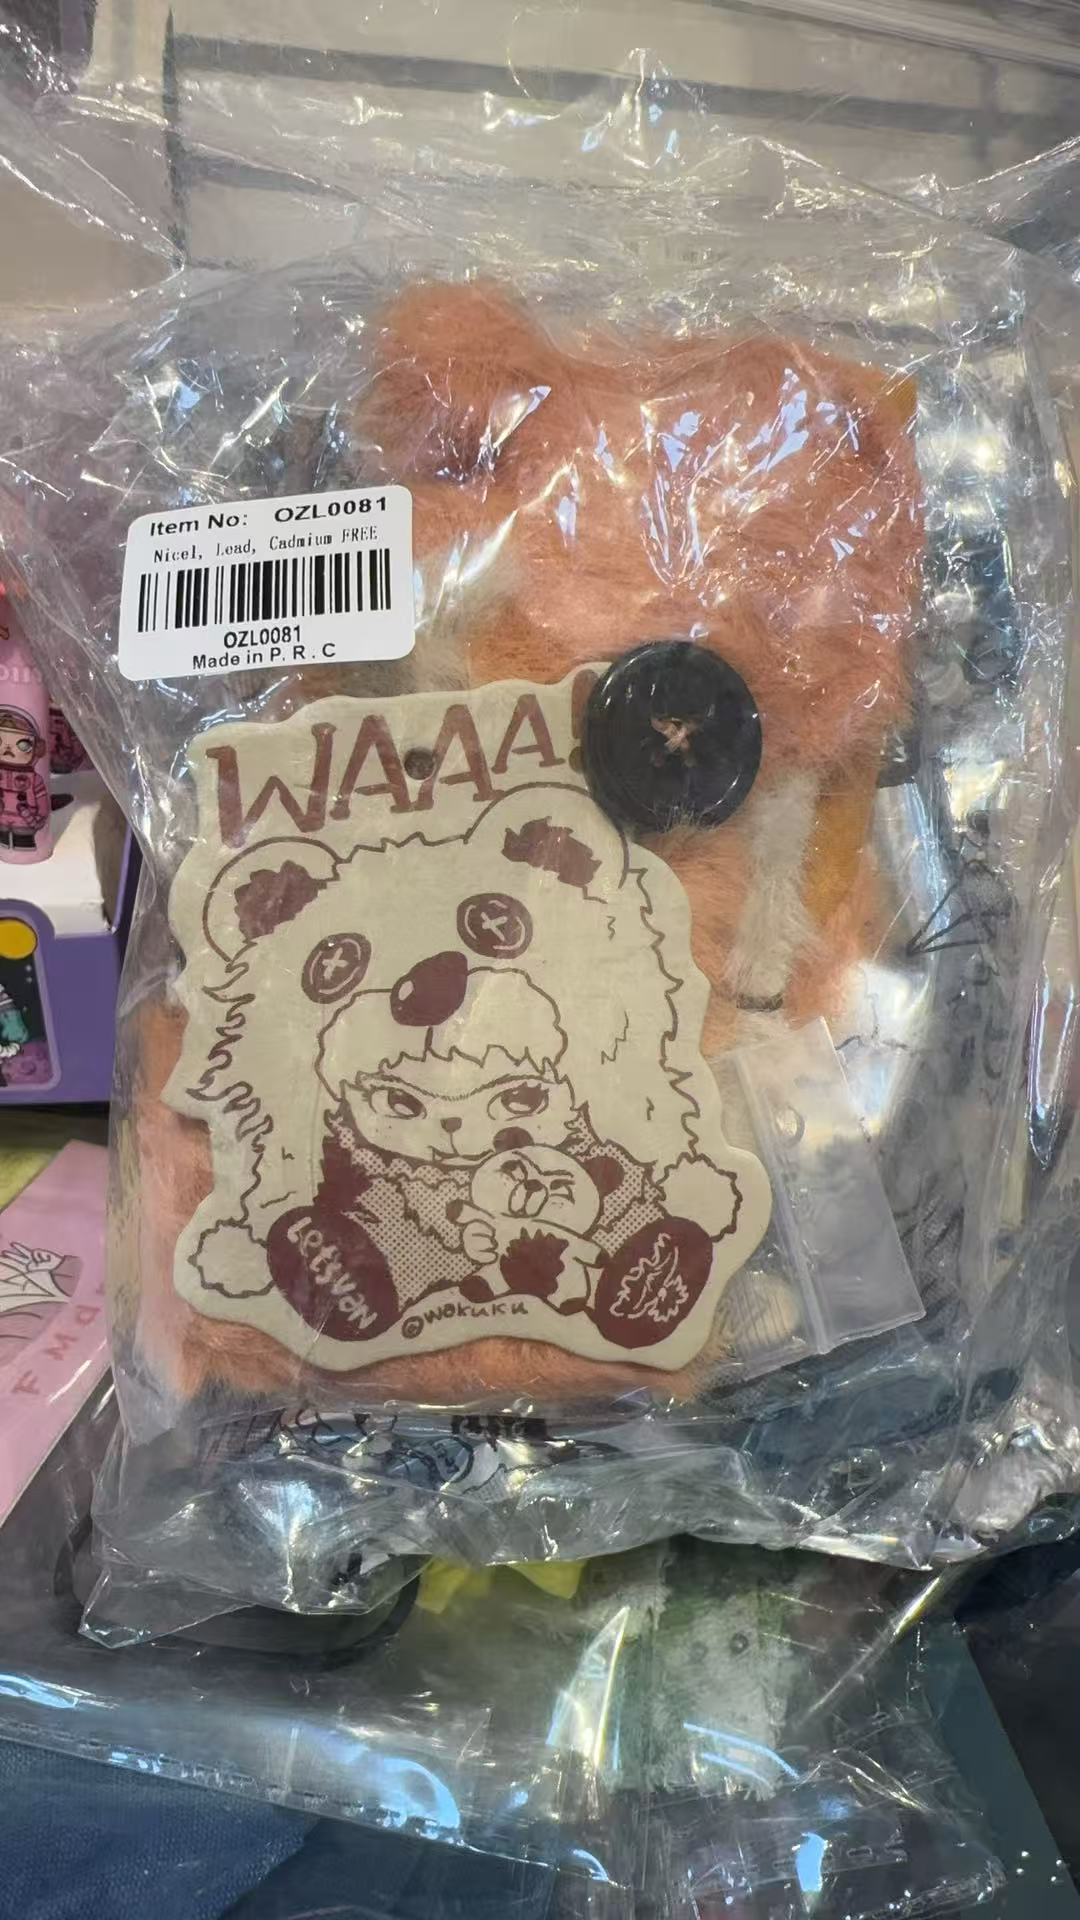 Item No: OZL0081
Nicel, Lead, Cadmium FREE
OZL0081
Made in P.R.C
WAAA!
Letsvan
©WAKUKU